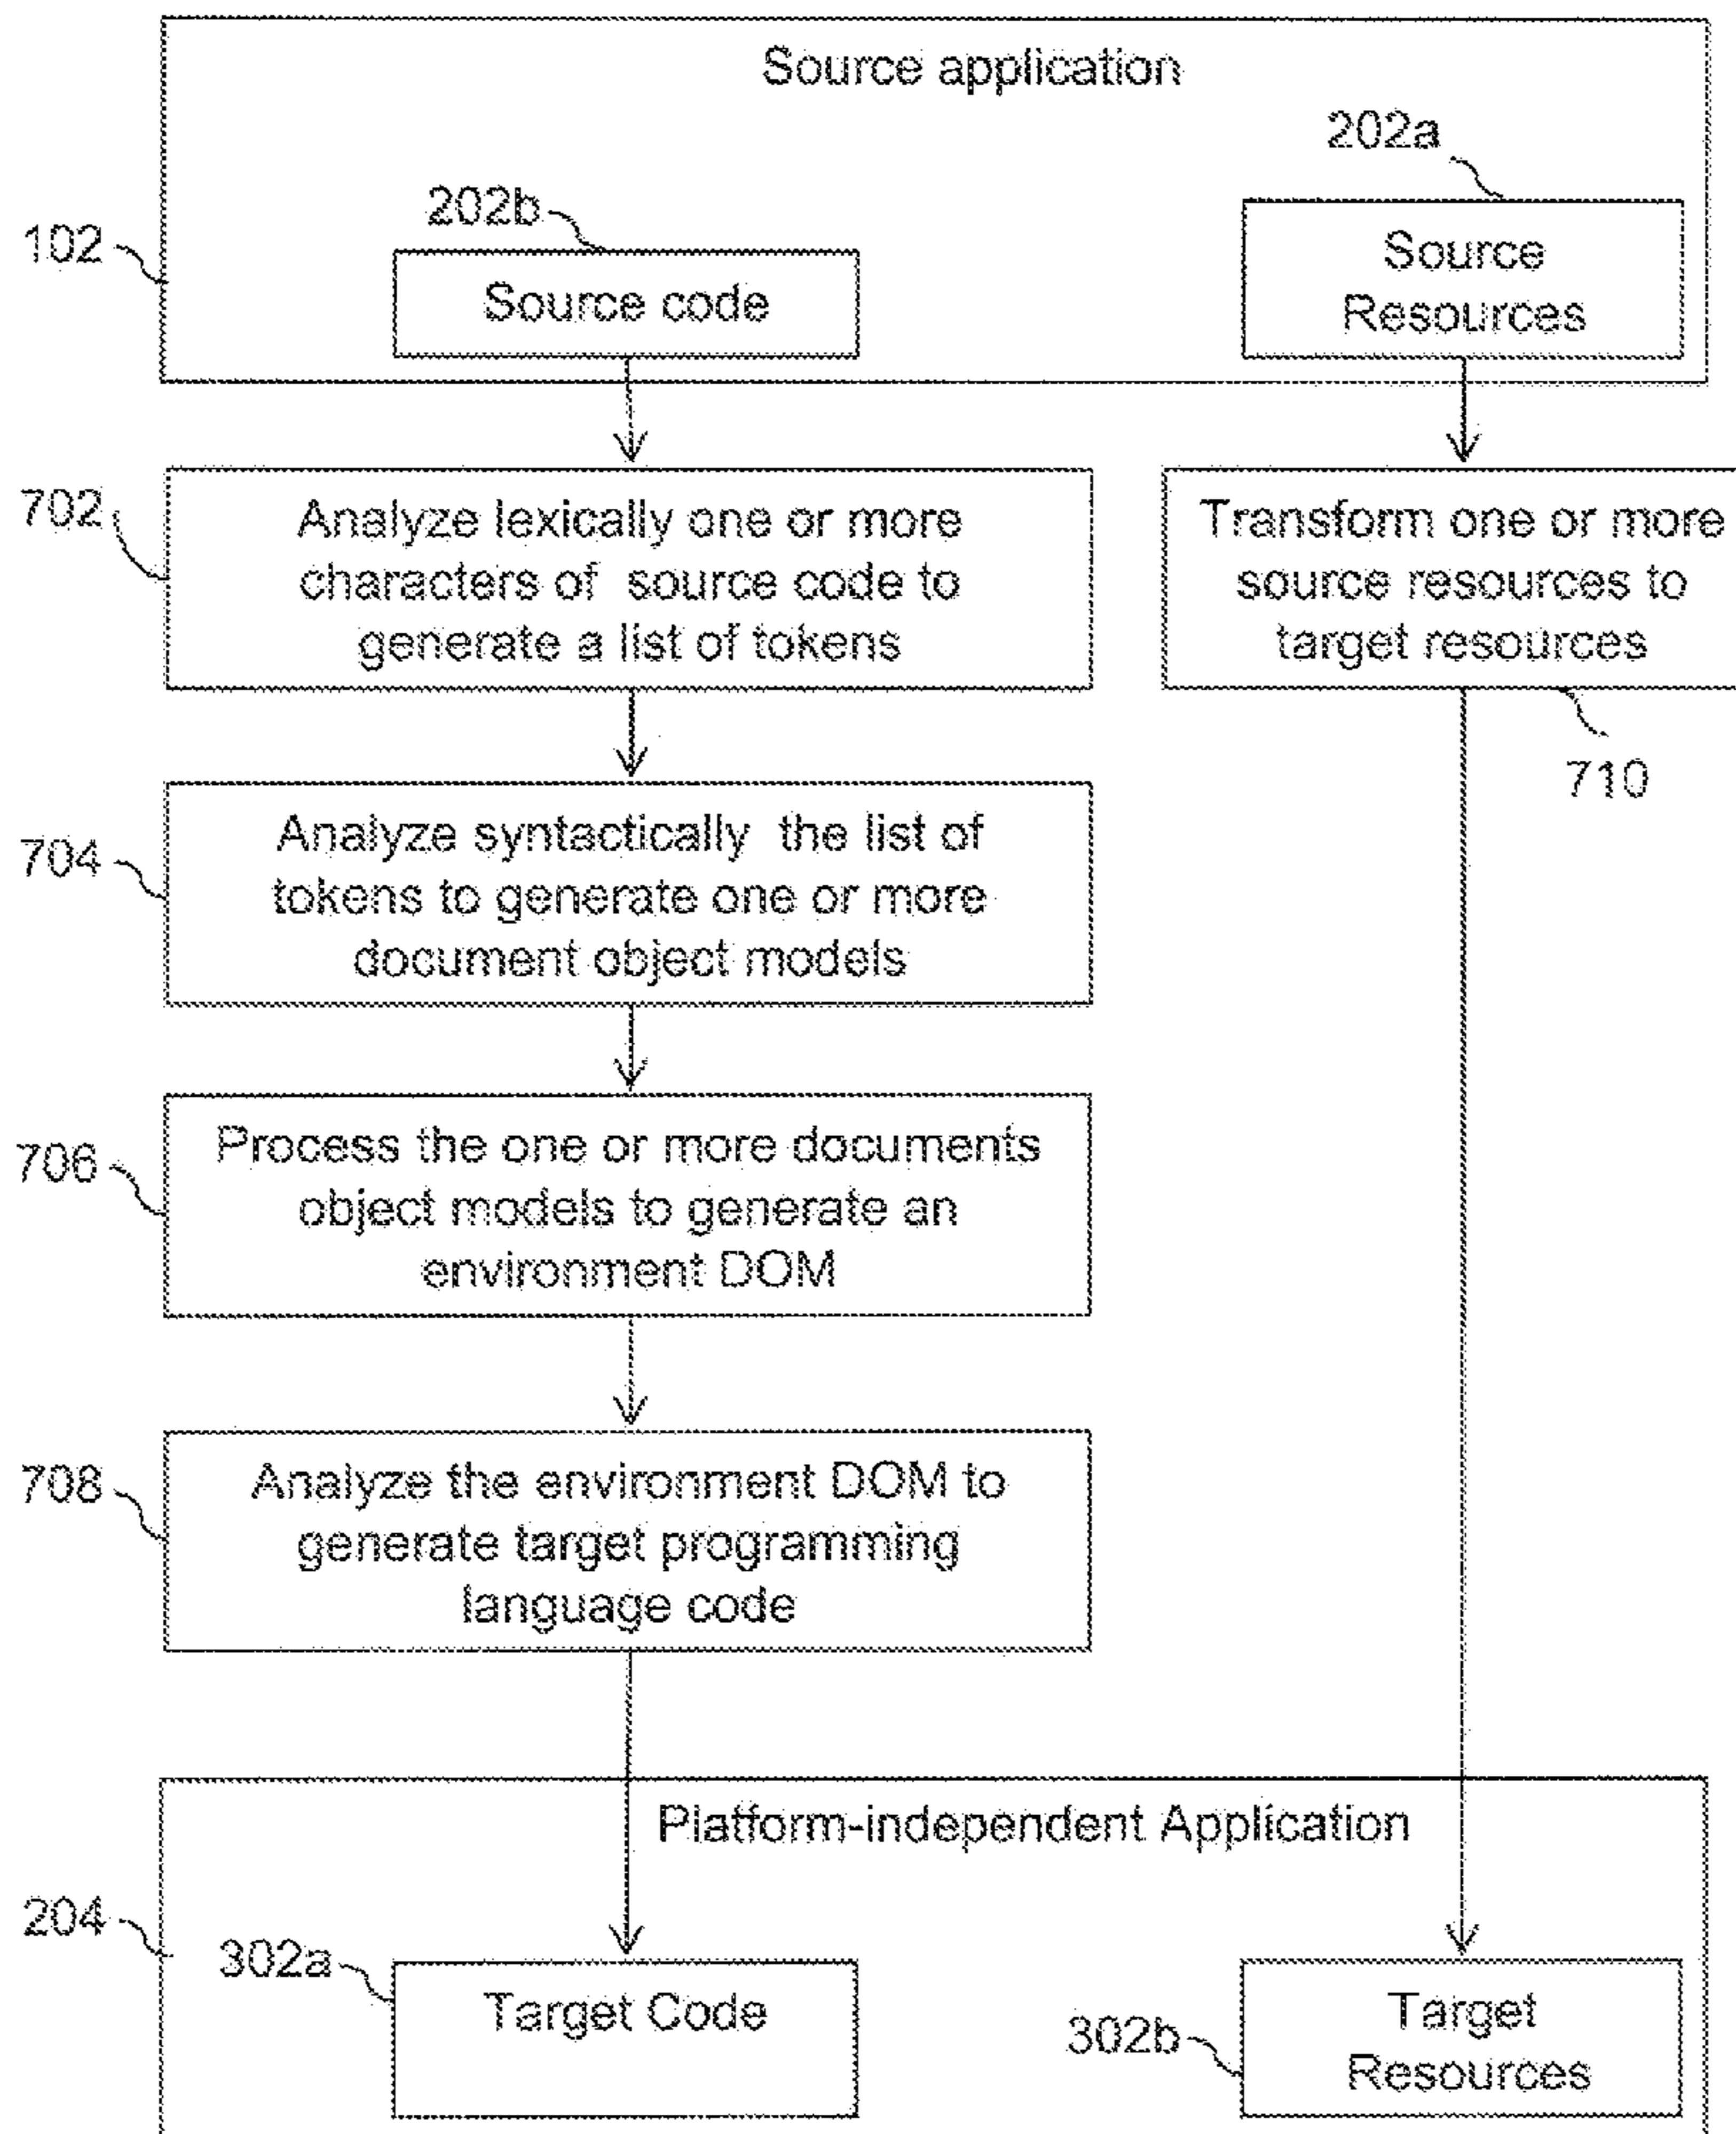 Source application
202a
202b
102
Source code
Source
Resources
702
Analyze lexically one or more
characters of source code to
generate a list of tokens
Transform one or more
source resources to
target resources
710
704
Analyze syntactically the list of
tokens to generate one or more
document object models
706
Process the one or more documents
object models to generate an
environment DOM
708
Analyze the environment DOM to
generate target programming
language code
Platform-independent Application
204
302a
Target Code
302b
Target
Resources